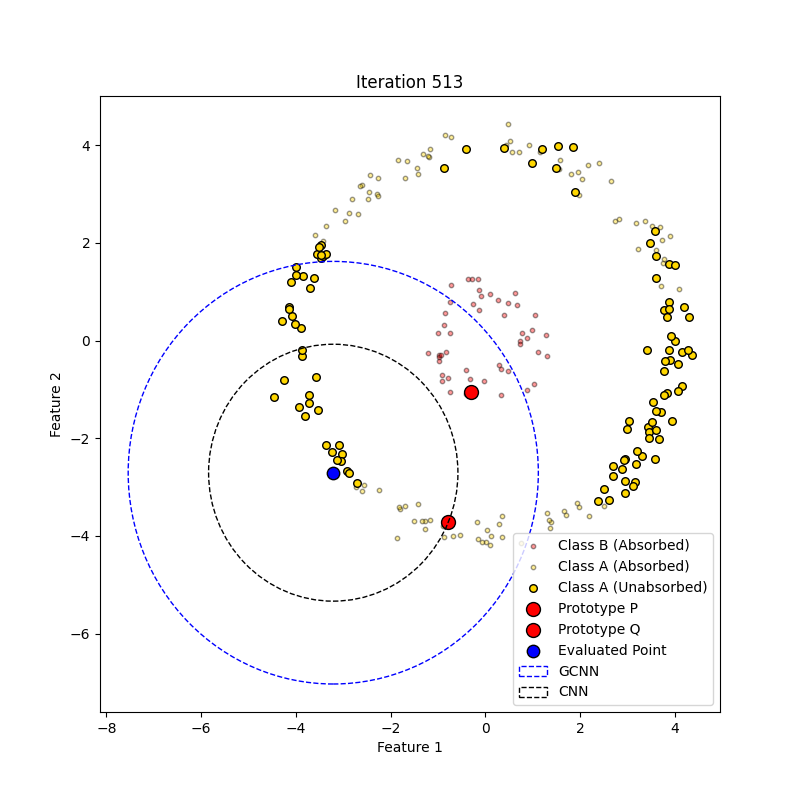 Iteration 513
Feature 2
4
2
0
−2
−4
−6
−8
−6
−4
−2
0
2
4
Feature 1
Class B (Absorbed)
Class A (Absorbed)
Class A (Unabsorbed)
Prototype P
Prototype Q
Evaluated Point
GCNN
CNN